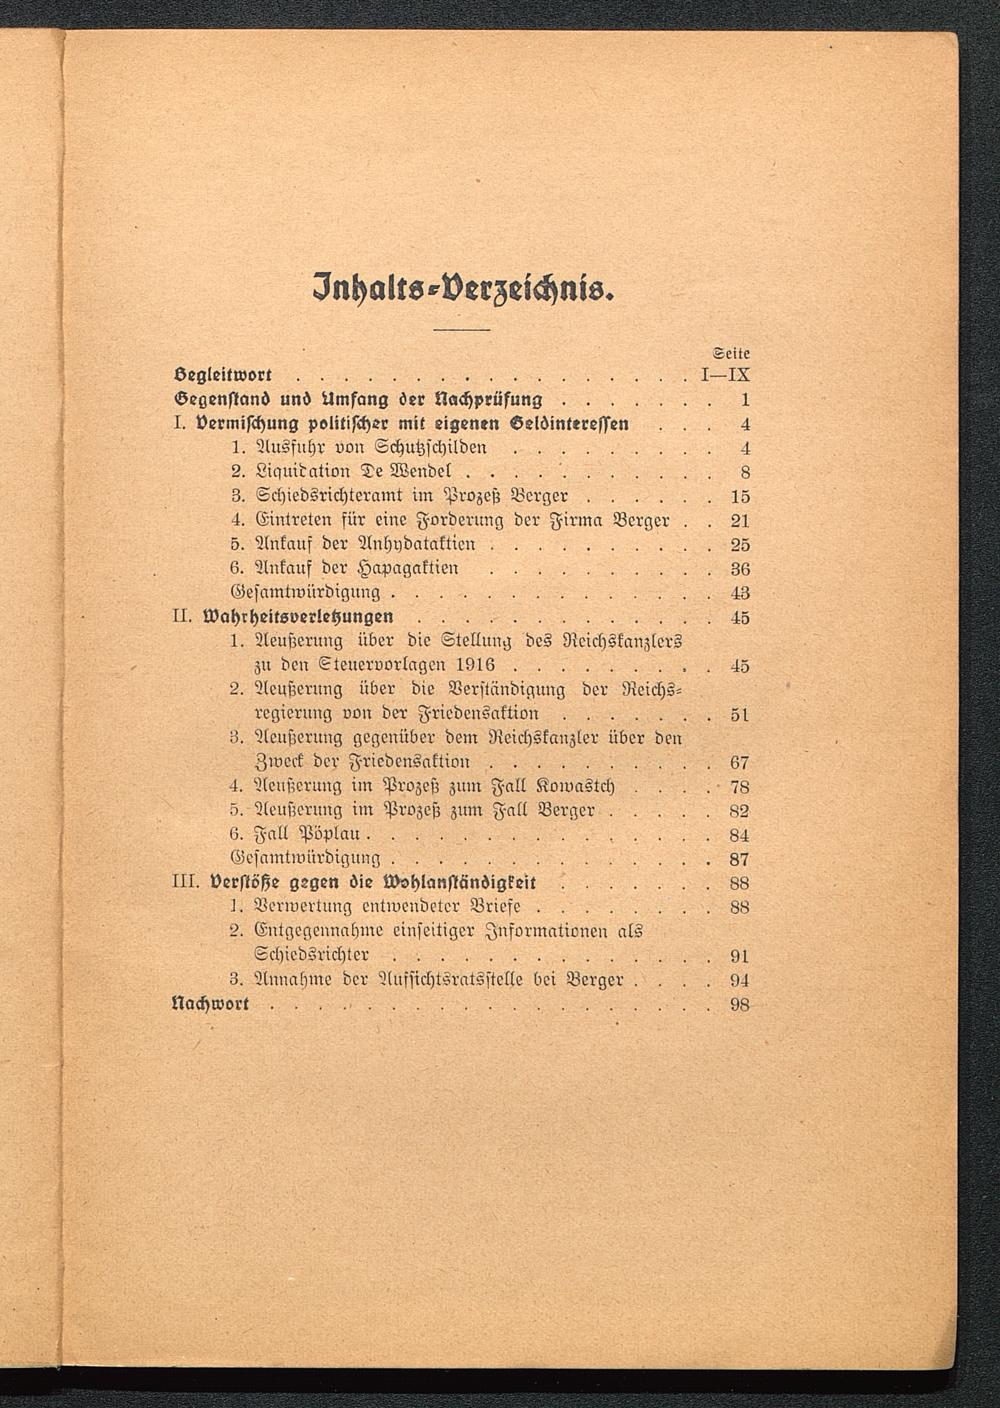 Inhalts-Verzeichnis.
Seite
Begleitwort . . . . . . . . . . . . . . . . . I—IX
Gegenstand und Umfang der Nachprüfung . . . . . . . 1
I. Vermischung politischer mit eigenen Geldinteressen . . . 4
1. Ausfuhr von Schutzschilden . . . . . . . . . 4
2. Liquidation De Wendel . . . . . . . . . . . 8
3. Schiedsrichteramt im Prozeß Berger . . . . . . 15
4. Eintreten für eine Forderung der Firma Berger . . 21
5. Ankauf der Anhydataktien . . . . . . . . . . 25
6. Ankauf der Hapagaktien . . . . . . . . . . 36
Gesamtwürdigung . . . . . . . . . . . . . . 43
II. Wahrheitsverletzungen . . . . . . . . . . . . . 45
1. Aeußerung über die Stellung des Reichskanzlers
zu den Steuervorlagen 1916 . . . . . . . . . 45
2. Aeußerung über die Verständigung der Reichs-
regierung von der Friedensaktion . . . . . . . 51
3. Aeußerung gegenüber dem Reichskanzler über den
Zweck der Friedensaktion . . . . . . . . . . 67
4. Aeußerung im Prozeß zum Fall Kowastch . . . . 78
5. Aeußerung im Prozeß zum Fall Berger . . . . . 82
6. Fall Pöplau . . . . . . . . . . . . . . . 84
Gesamtwürdigung . . . . . . . . . . . . . . 87
III. Verstöße gegen die Wohlanständigkeit . . . . . . . 88
1. Verwertung entwendeter Briefe . . . . . . . . 88
2. Entgegennahme einseitiger Informationen als
Schiedsrichter . . . . . . . . . . . . . . 91
3. Annahme der Aufsichtsratsstelle bei Berger . . . . 94
Nachwort . . . . . . . . . . . . . . . . . . . 98